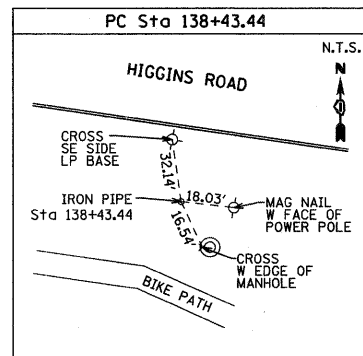 PC Sta 138+43.44
N.T.S.
HIGGINS ROAD
N
CROSS
SE SIDE
LP BASE
32.14'
IRON PIPE
Sta 138+43.44
18.03'
MAG NAIL
W FACE OF
POWER POLE
16.54'
CROSS
W EDGE OF
MANHOLE
BIKE PATH